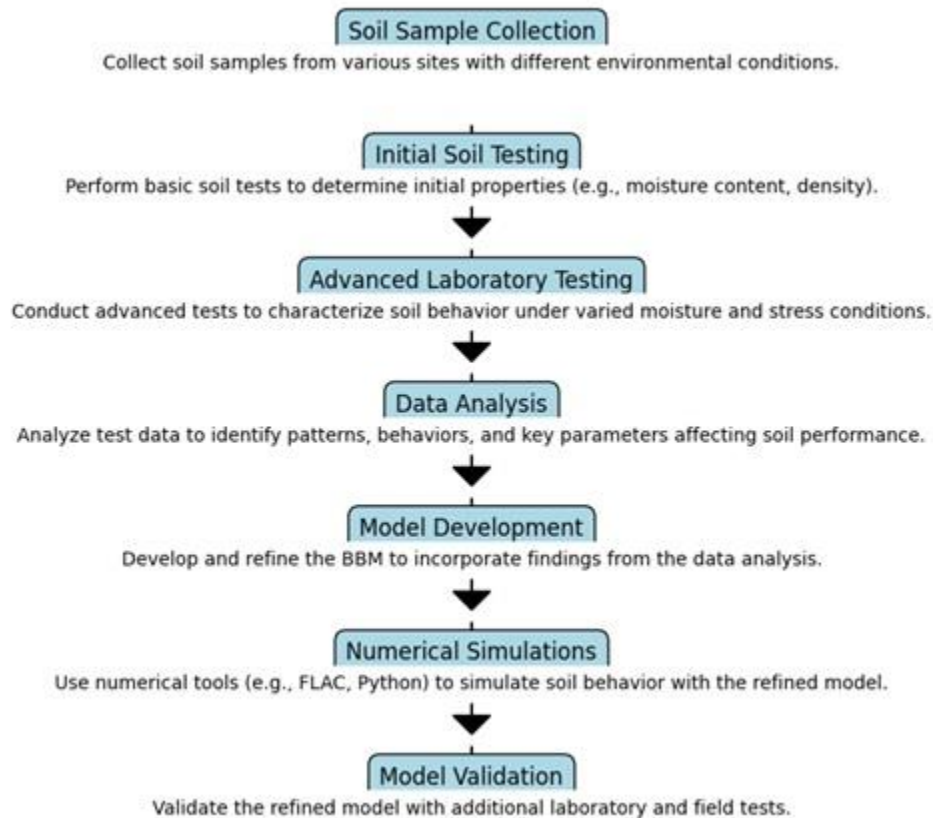 Soil Sample Collection
Collect soil samples from various sites with different environmental conditions.
Initial Soil Testing
Perform basic soil tests to determine initial properties (e.g., moisture content, density).
Advanced Laboratory Testing
Conduct advanced tests to characterize soil behavior under varied moisture and stress conditions.
Data Analysis
Analyze test data to identify patterns, behaviors, and key parameters affecting soil performance.
Model Development
Develop and refine the BBM to incorporate findings from the data analysis.
Numerical Simulations
Use numerical tools (e.g., FLAC, Python) to simulate soil behavior with the refined model.
Model Validation
Validate the refined model with additional laboratory and field tests.